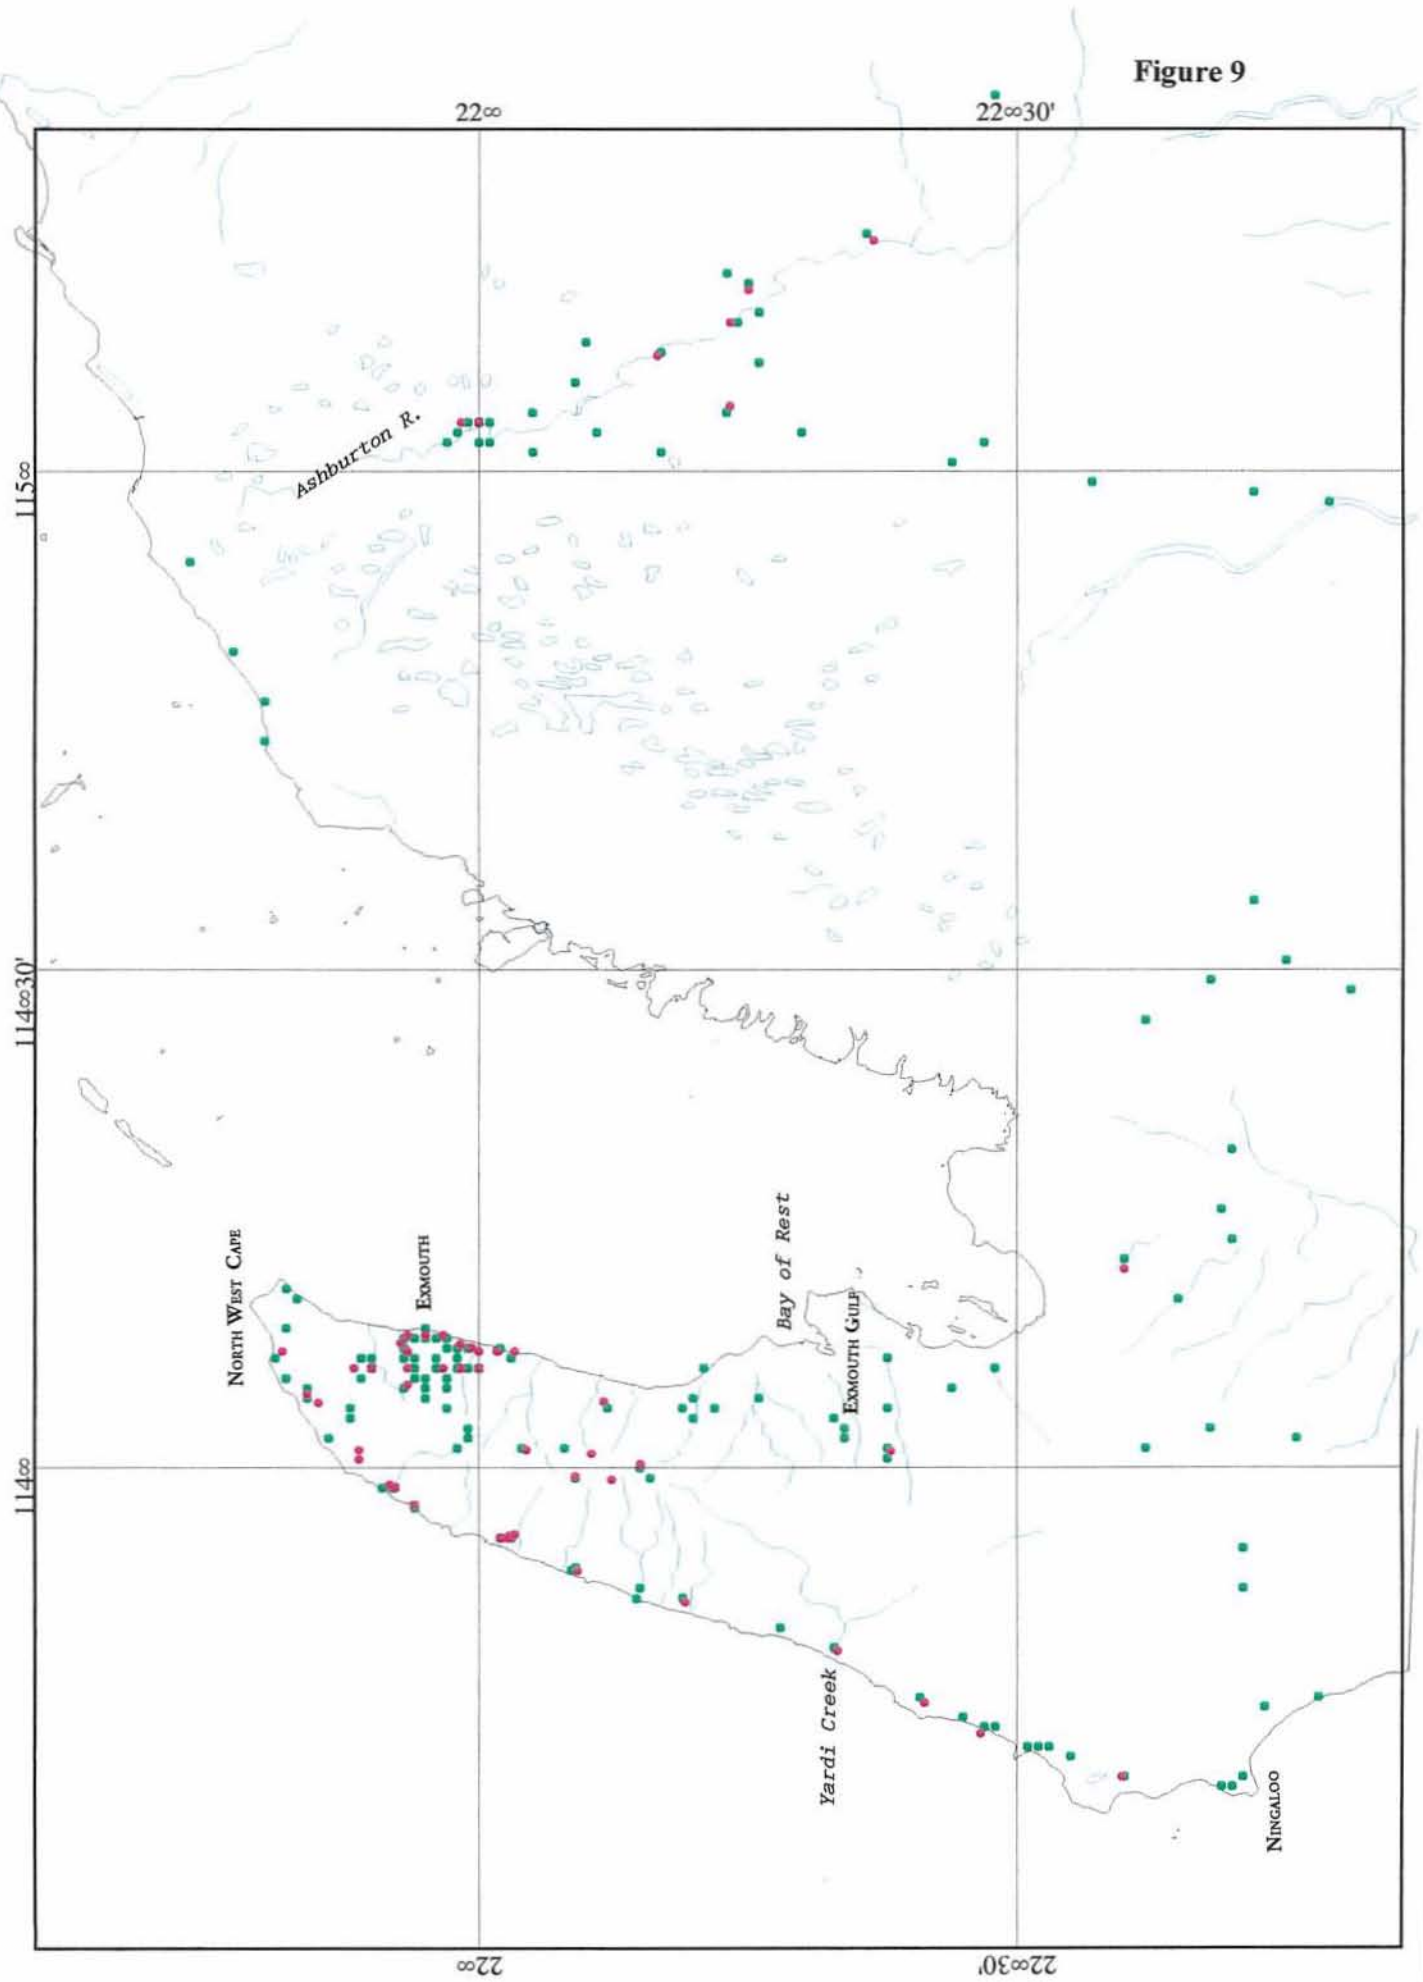 Figure 9
22∞
22∞30'
Ashburton R.
115∞
114∞30'
NORTH WEST CAPE
EXMOUTH
Bay of Rest
EXMOUTH GULF
114∞
Yardi Creek
NINGALOO
22∞
22∞30'